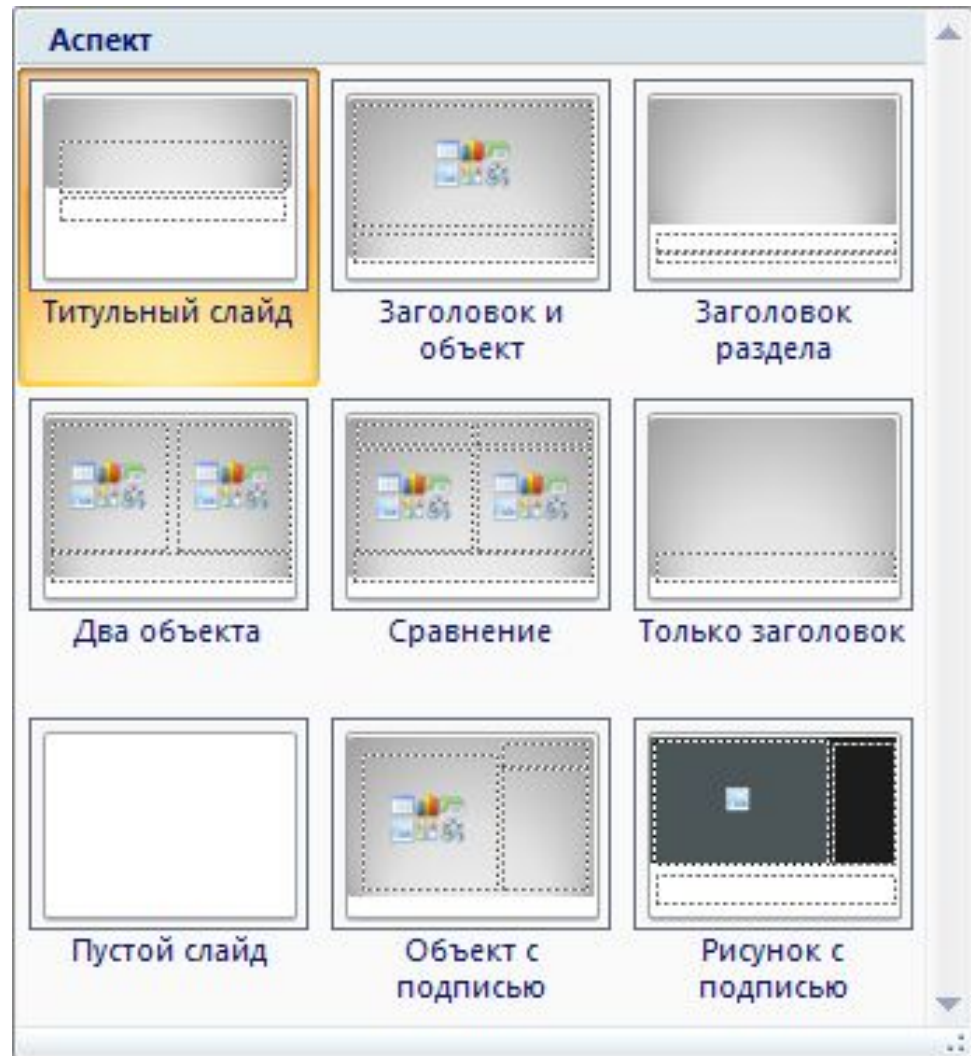 Аспект
Титульный слайд
Заголовок и
объект
Заголовок
раздела
Два объекта
Сравнение
Только заголовок
Пустой слайд
Объект с
подписью
Рисунок с
подписью